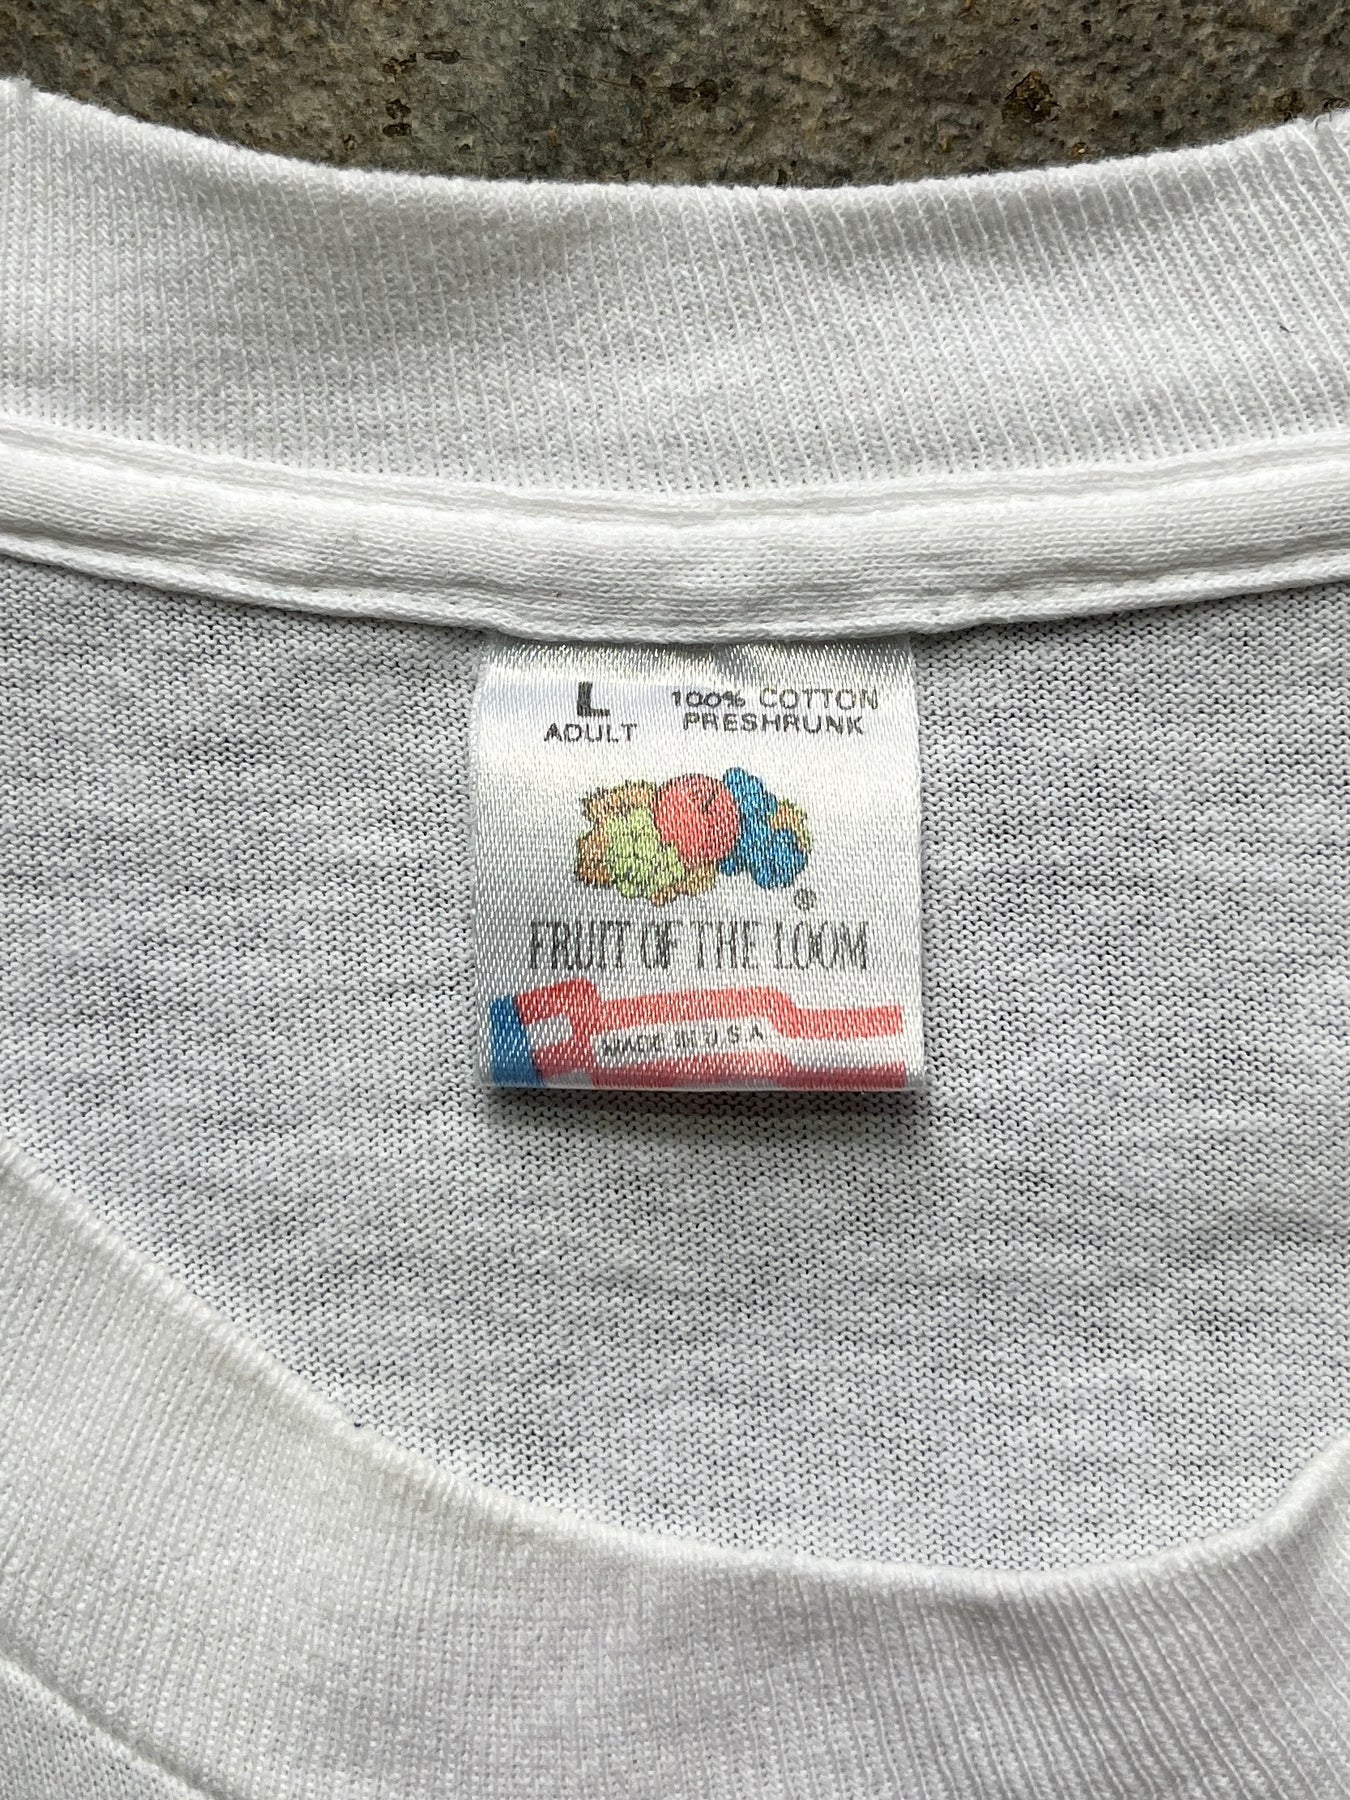 L
ADULT
100% COTTON
PRESHRUNK
®
FRUIT OF THE LOOM
MADE IN U.S.A